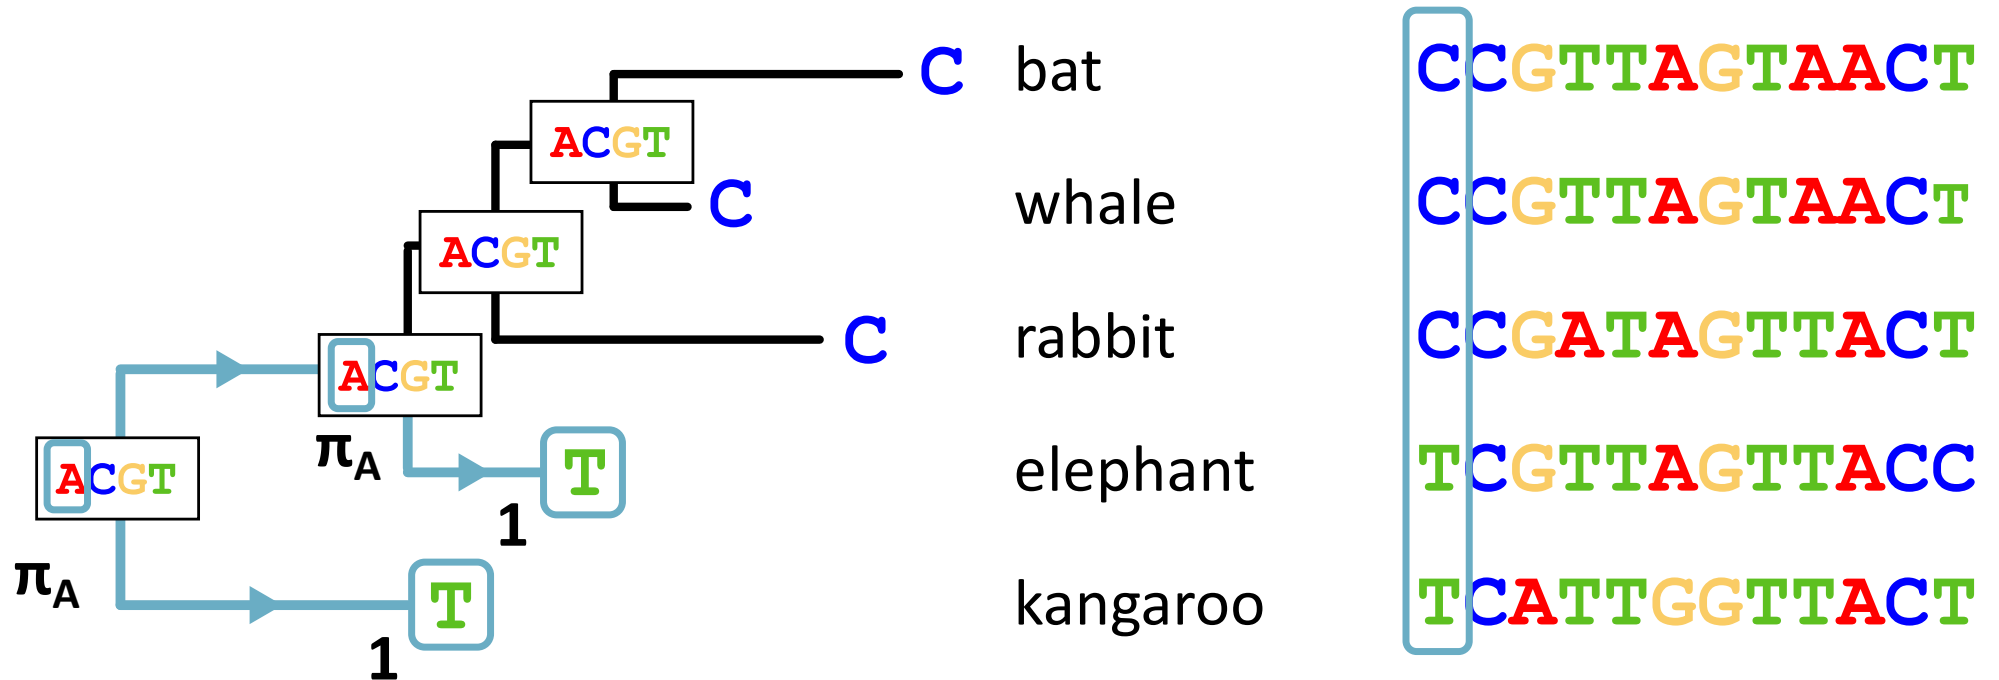 C bat CCGTTAGTAACT
ACGT
C whale CCGTTAGTAACT
ACGT
C rabbit CCGATAGTTACT
ACGT
πA
T elephant TCGTTAGTTACC
1
ACGT
πA
T kangaroo TCATTGGTTACT
1